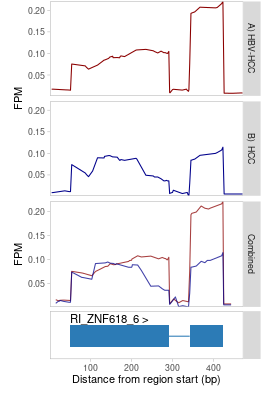 0.20
0.15
0.10
0.05
FPM
A) HBV-HCC
0.20
0.15
0.10
0.05
B) HCC
0.20
0.15
0.10
0.05
FPM
Combined
RI_ZNF618_6 >
100 200 300 400
Distance from region start (bp)